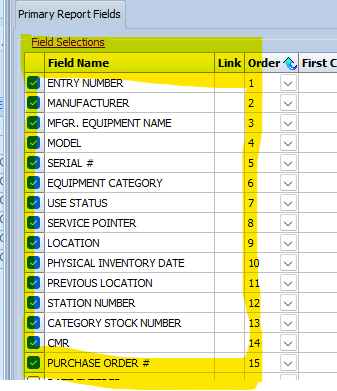 Primary Report Fields
Field Selections
Field Name Link Order First C
ENTRY NUMBER 1
MANUFACTURER 2
MFGR. EQUIPMENT NAME 3
MODEL 4
SERIAL # 5
EQUIPMENT CATEGORY 6
USE STATUS 7
SERVICE POINTER 8
LOCATION 9
PHYSICAL INVENTORY DATE 10
PREVIOUS LOCATION 11
STATION NUMBER 12
CATEGORY STOCK NUMBER 13
CMR 14
PURCHASE ORDER # 15